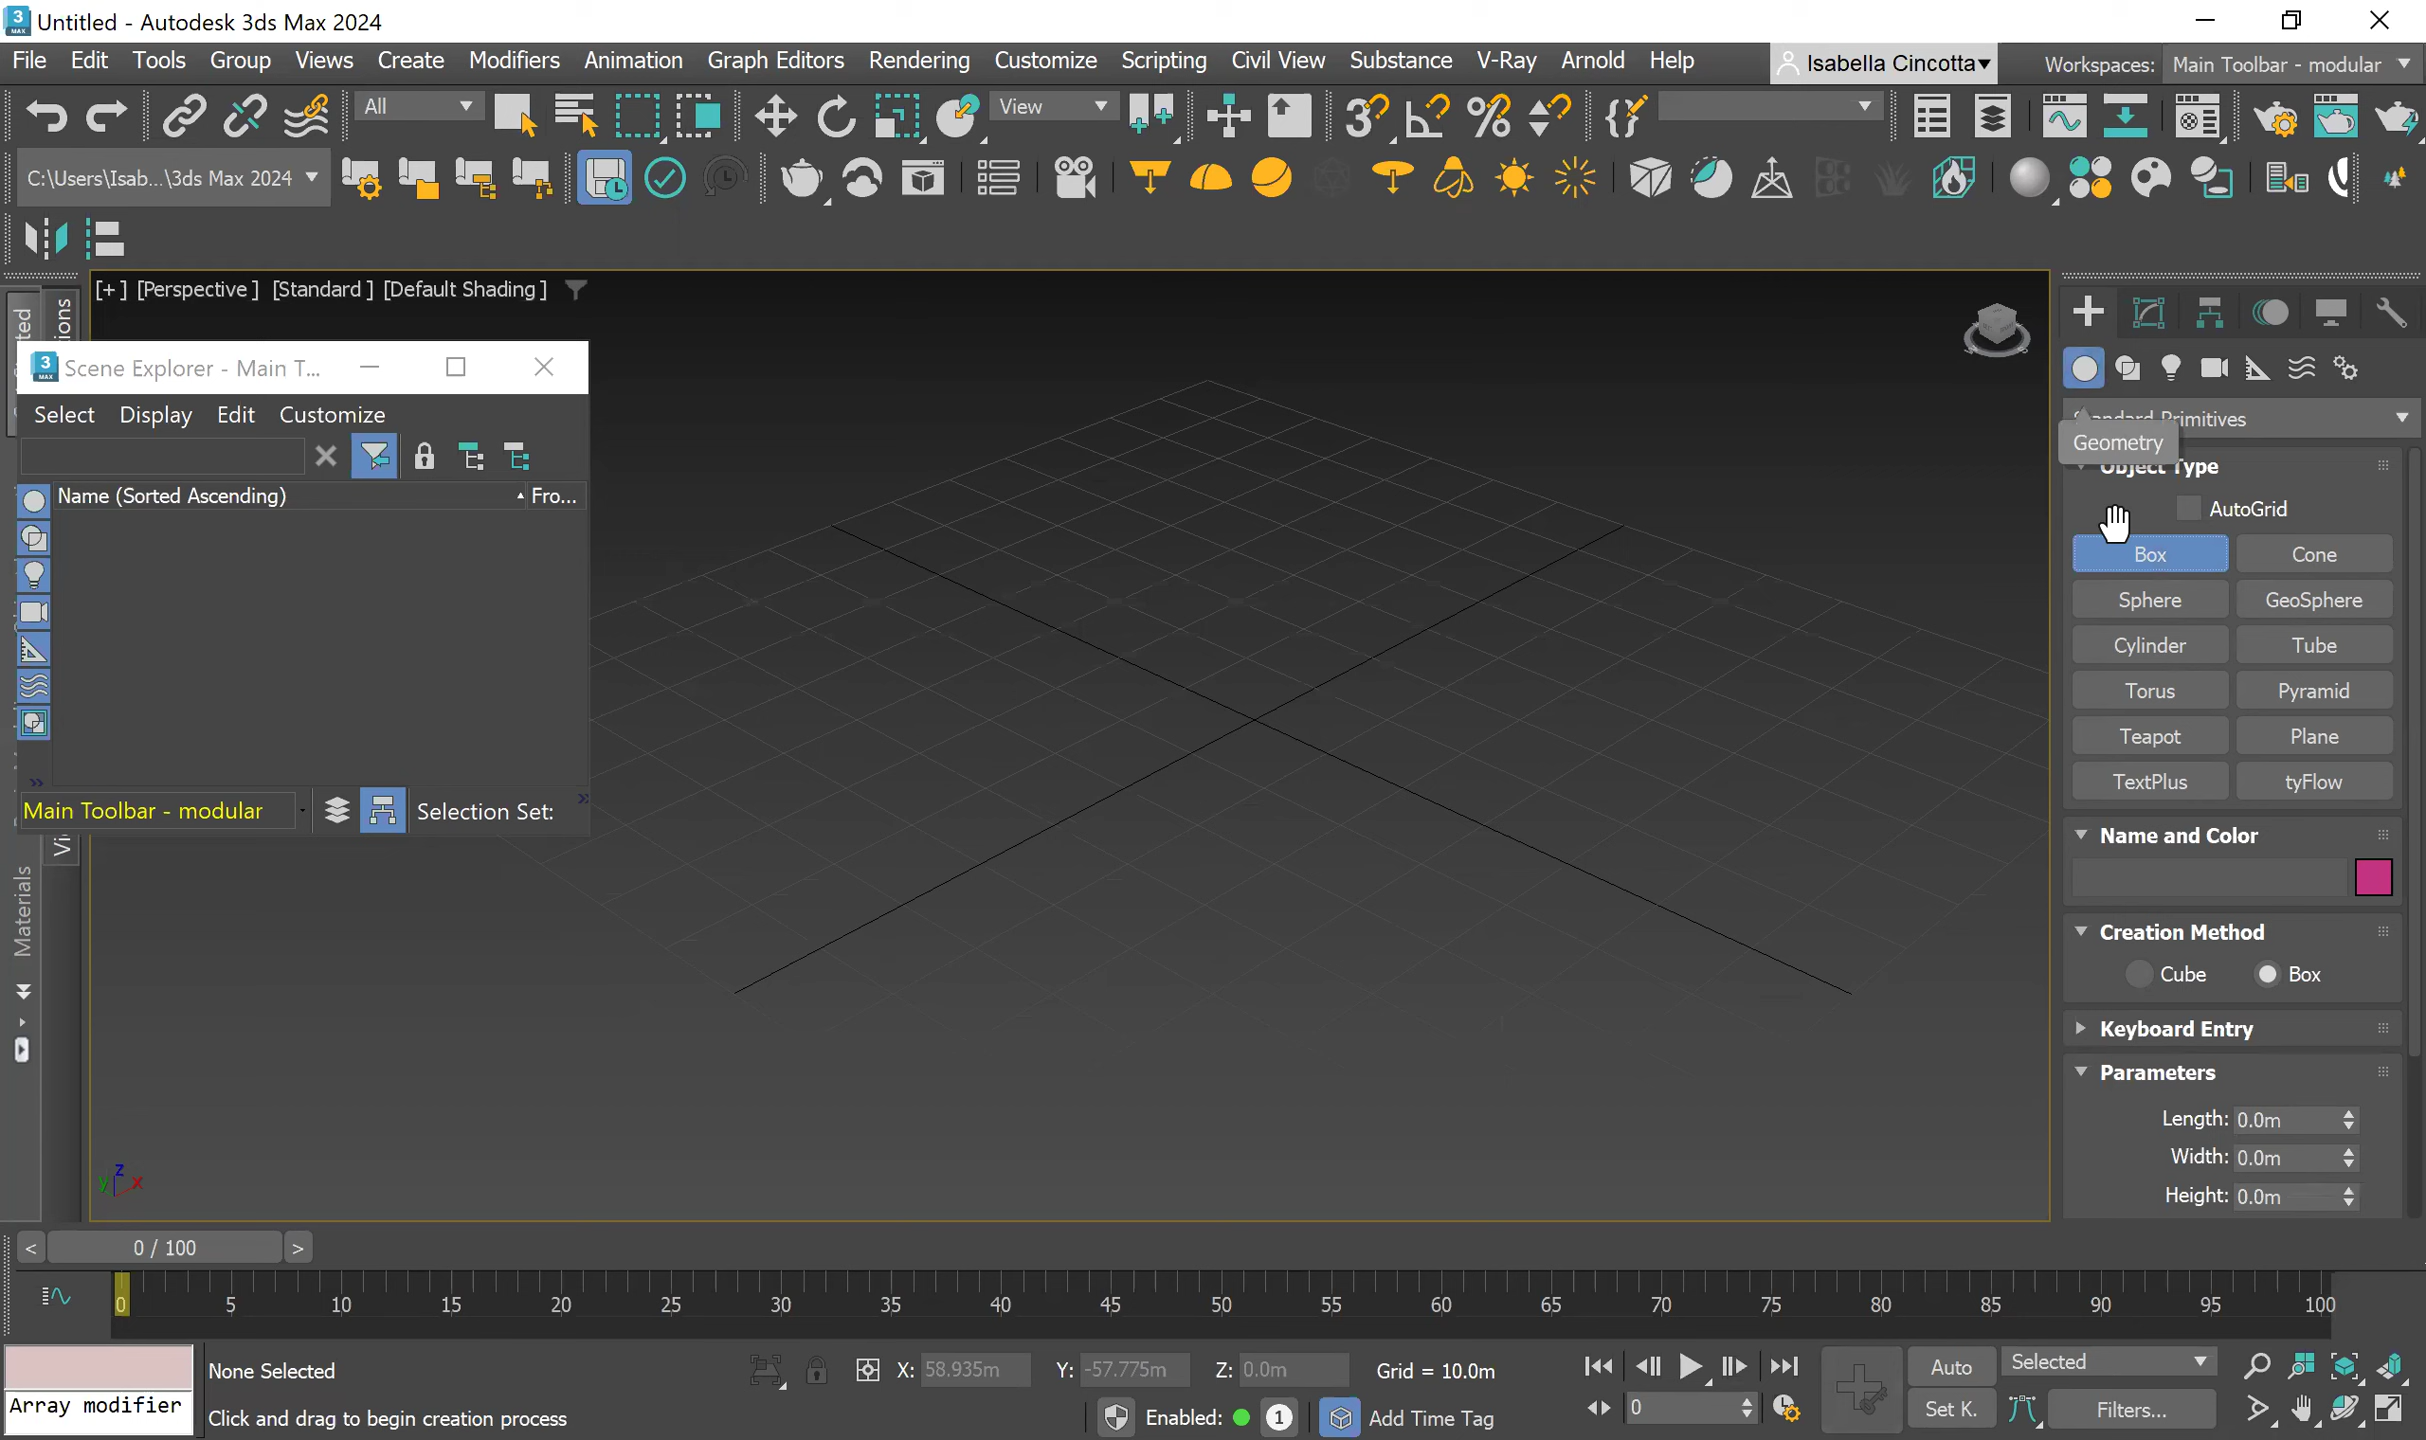 Untitled - Autodesk 3ds Max 2024
File Edit Tools Group Views Create Modifiers Animation Graph Editors Rendering Customize Scripting Civil View Substance V-Ray Arnold Help Isabella Cincotta Workspaces: Main Toolbar - modular
All View
C:\Users\Isab...\3ds Max 2024
[+] [Perspective] [Standard] [Default Shading]
Scene Explorer - Main T...
Select Display Edit Customize
Name (Sorted Ascending) Fro...
Main Toolbar - modular Selection Set:
Materials
Primitives
Geometry
Object Type
AutoGrid
Box Cone
Sphere GeoSphere
Cylinder Tube
Torus Pyramid
Teapot Plane
TextPlus tyFlow
Name and Color
Creation Method
Cube Box
Keyboard Entry
Parameters
Length: 0.0m
Width: 0.0m
Height: 0.0m
z
y x
< 0 / 100 >
0 5 10 15 20 25 30 35 40 45 50 55 60 65 70 75 80 85 90 95 100
None Selected X: 58.935m Y: -57.775m Z: 0.0m Grid = 10.0m Auto Selected
Array modifier Click and drag to begin creation process Enabled: 1 Add Time Tag 0 Set K. Filters...